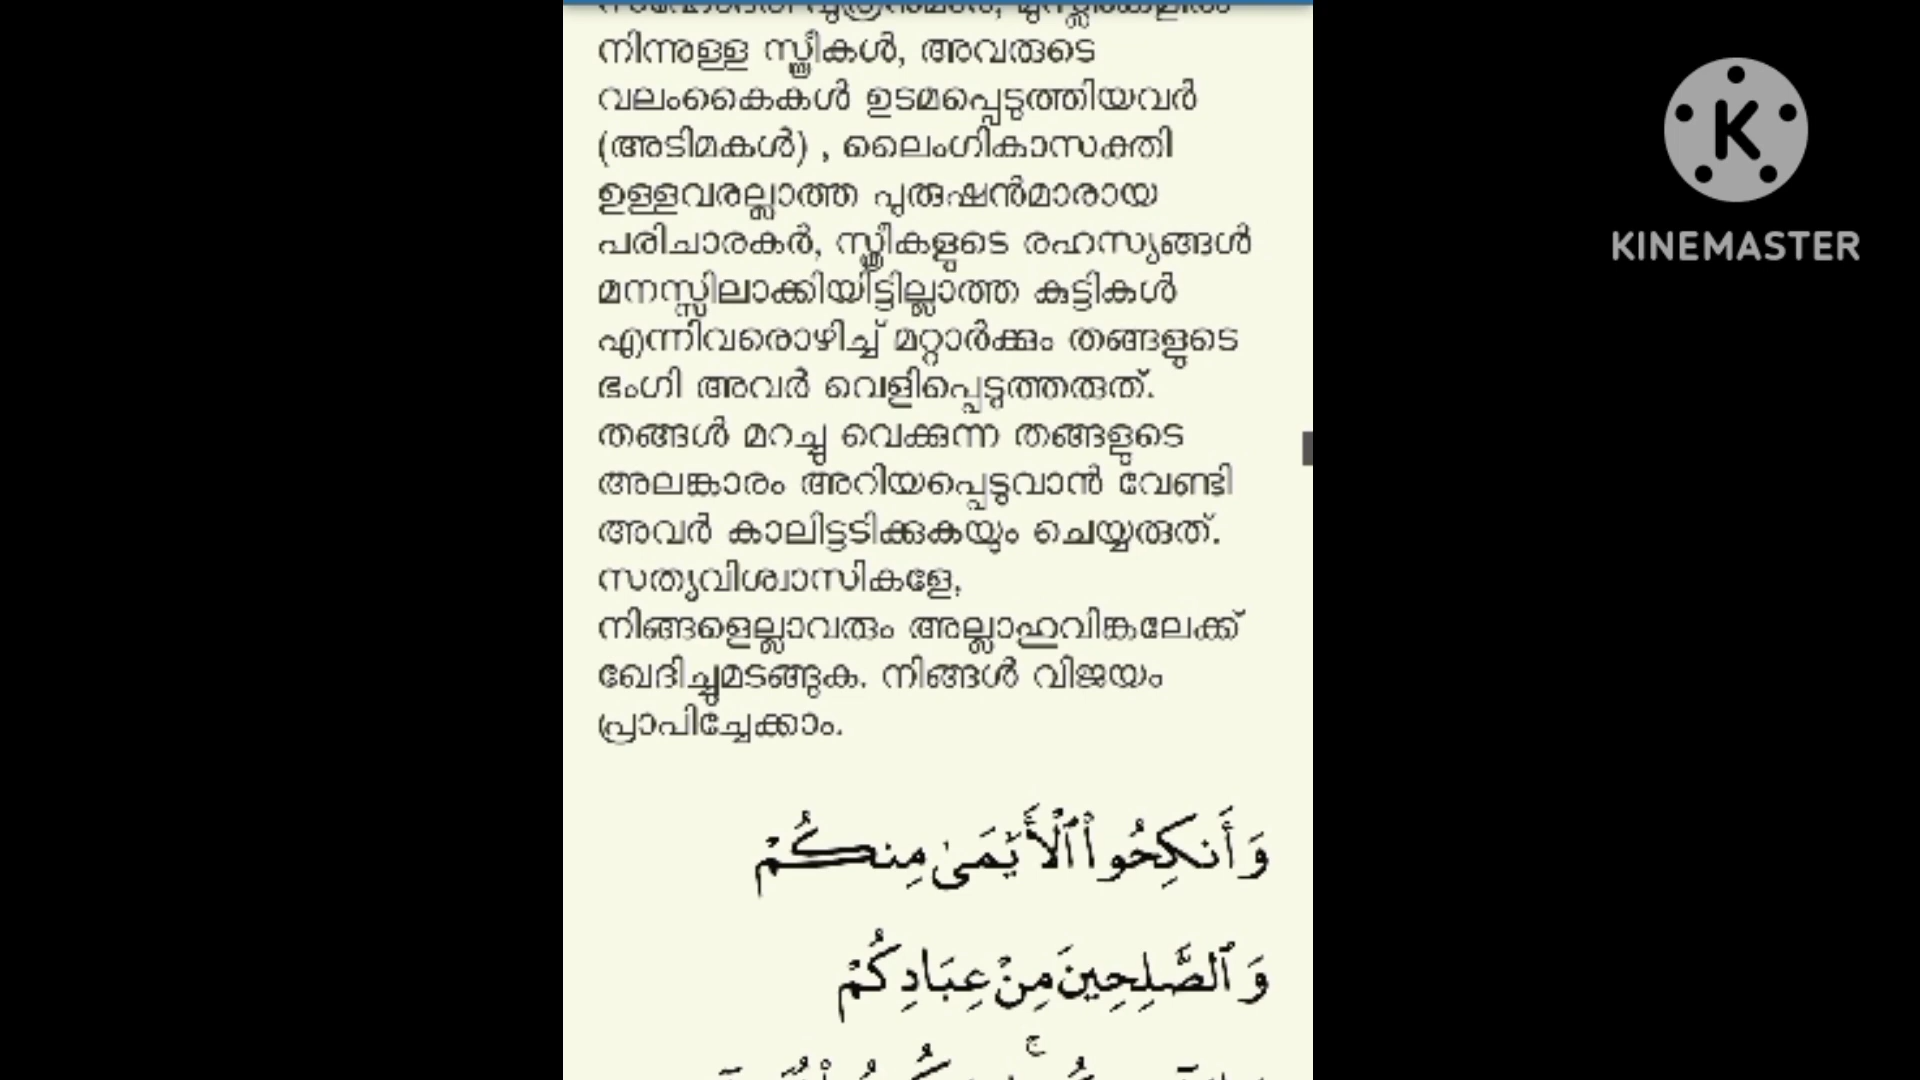 നിന്നുള്ള സ്ത്രീകൾ, അവരുടെ
വലംകൈകൾ ഉടമപ്പെടുത്തിയവർ
(അടിമകൾ) , ലൈംഗികാസക്തി
ഉള്ളവരല്ലാത്ത പുരുഷൻമാരായ
പരിചാരകർ, സ്ത്രീകളുടെ രഹസ്യങ്ങൾ
മനസ്സിലാക്കിയിട്ടില്ലാത്ത കുട്ടികൾ
എന്നിവരൊഴിച്ച് മറ്റാർക്കും തങ്ങളുടെ
ഭംഗി അവർ വെളിപ്പെടുത്തരുത്.
തങ്ങൾ മറച്ചു വെക്കുന്ന തങ്ങളുടെ
അലങ്കാരം അറിയപ്പെടുവാൻ വേണ്ടി
അവർ കാലിട്ടടിക്കുകയും ചെയ്യരുത്.
സത്യവിശ്വാസികളേ,
നിങ്ങളെല്ലാവരും അല്ലാഹുവിങ്കലേക്ക്
ഖേദിച്ചുമടങ്ങുക. നിങ്ങൾ വിജയം
പ്രാപിച്ചേക്കാം.
وَأَنكِحُوا۟ ٱلْأَيَـٰمَىٰ مِنكُمْ
وَٱلصَّـٰلِحِينَ مِنْ عِبَادِكُمْ
KINEMASTER